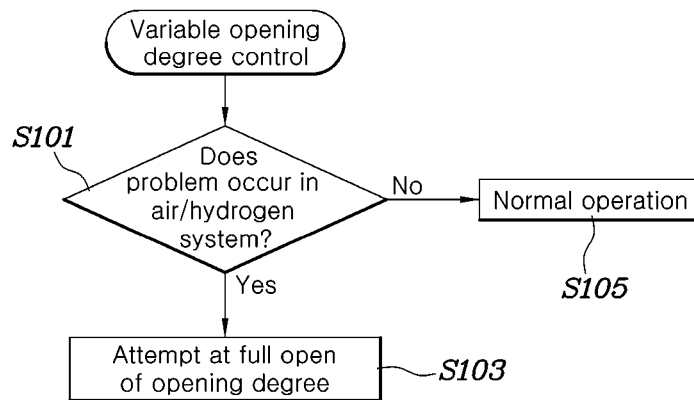 Variable opening
degree control
S101
Does
problem occur in
air/hydrogen
system?
No
Normal operation
S105
Yes
Attempt at full open
of opening degree
S103